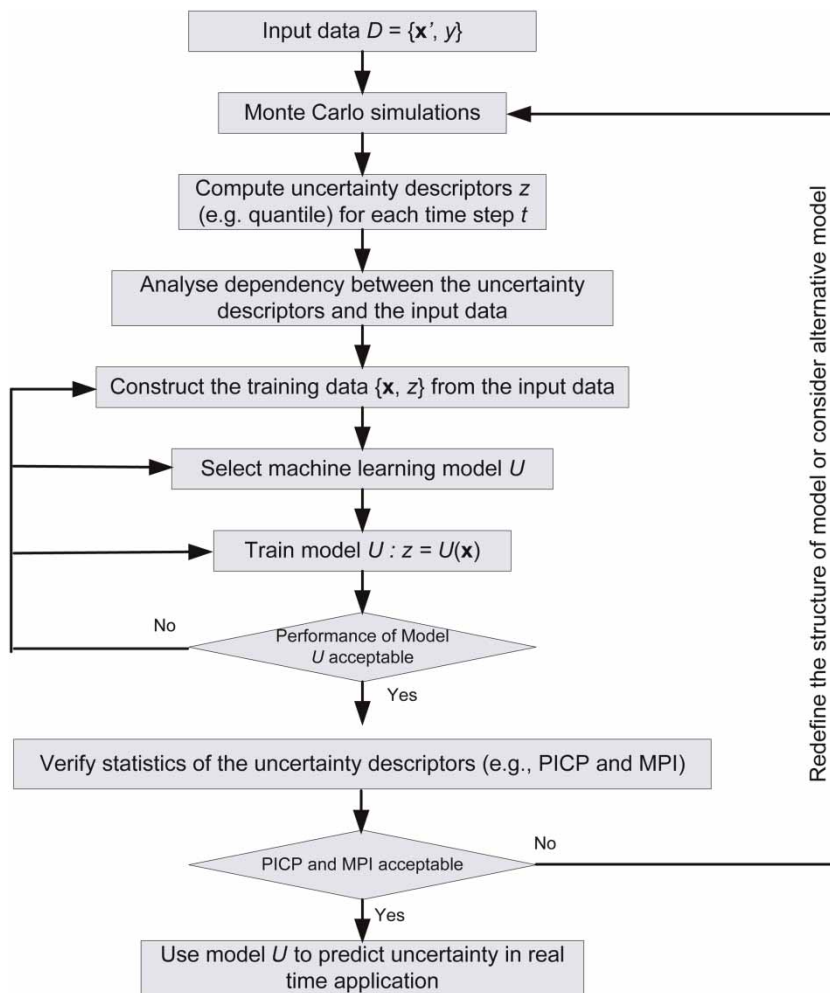 Input data D = {x', y}
Monte Carlo simulations
Compute uncertainty descriptors z
(e.g. quantile) for each time step t
Analyse dependency between the uncertainty
descriptors and the input data
Construct the training data {x, z} from the input data
Select machine learning model U
Train model U : z = U(x)
No
Performance of Model
U acceptable
Yes
Verify statistics of the uncertainty descriptors (e.g., PICP and MPI)
PICP and MPI acceptable
No
Yes
Use model U to predict uncertainty in real
time application
Redefine the structure of model or consider alternative model